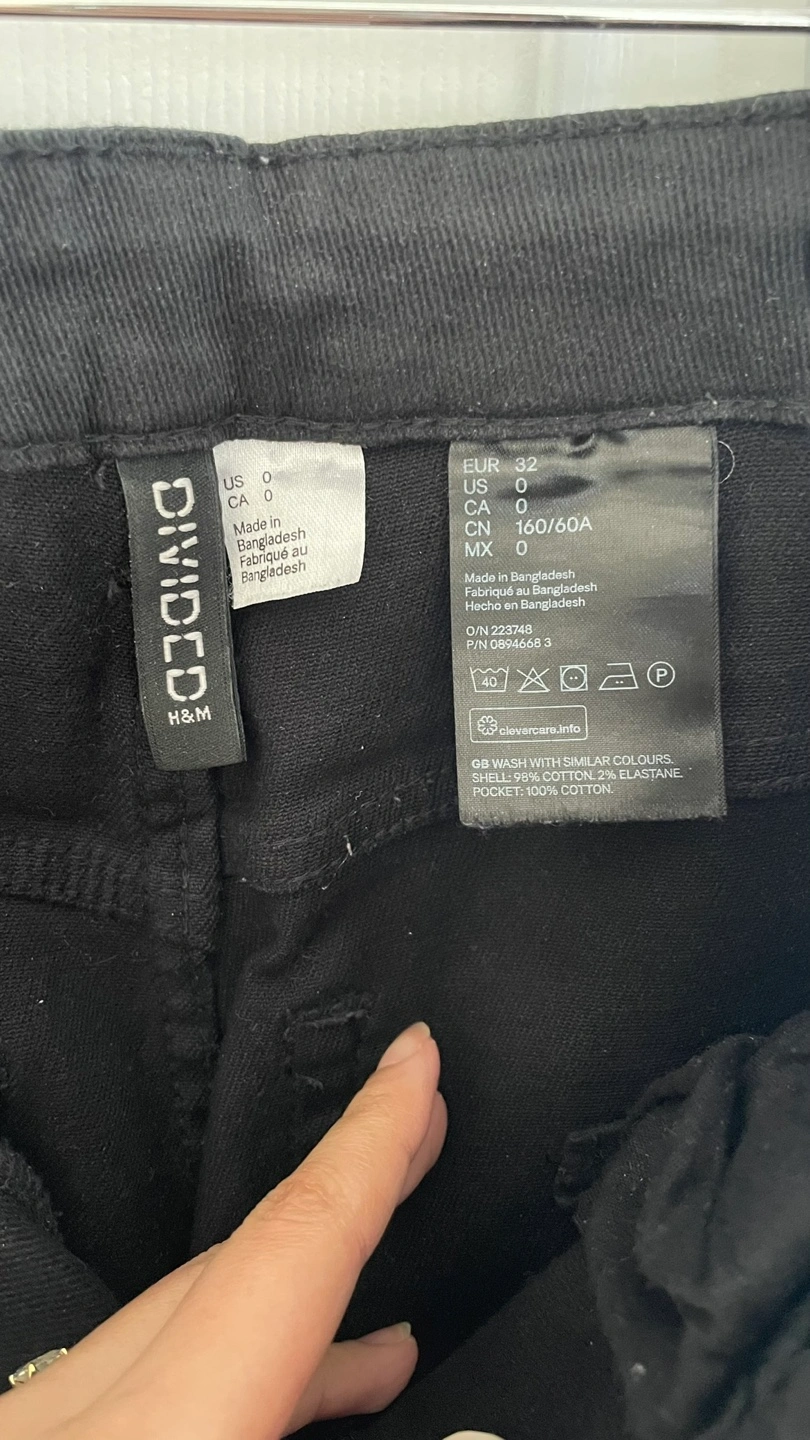 DIVIDED
H&M
US 0
CA 0
Made in
Bangladesh
Fabriqué au
Bangladesh
EUR 32
US 0
CA 0
CN 160/60A
MX 0
Made in Bangladesh
Fabriqué au Bangladesh
Hecho en Bangladesh
O/N 223748
P/N 0894668 3
40
P
clevercare.info
GB WASH WITH SIMILAR COLOURS.
SHELL: 98% COTTON. 2% ELASTANE.
POCKET: 100% COTTON.